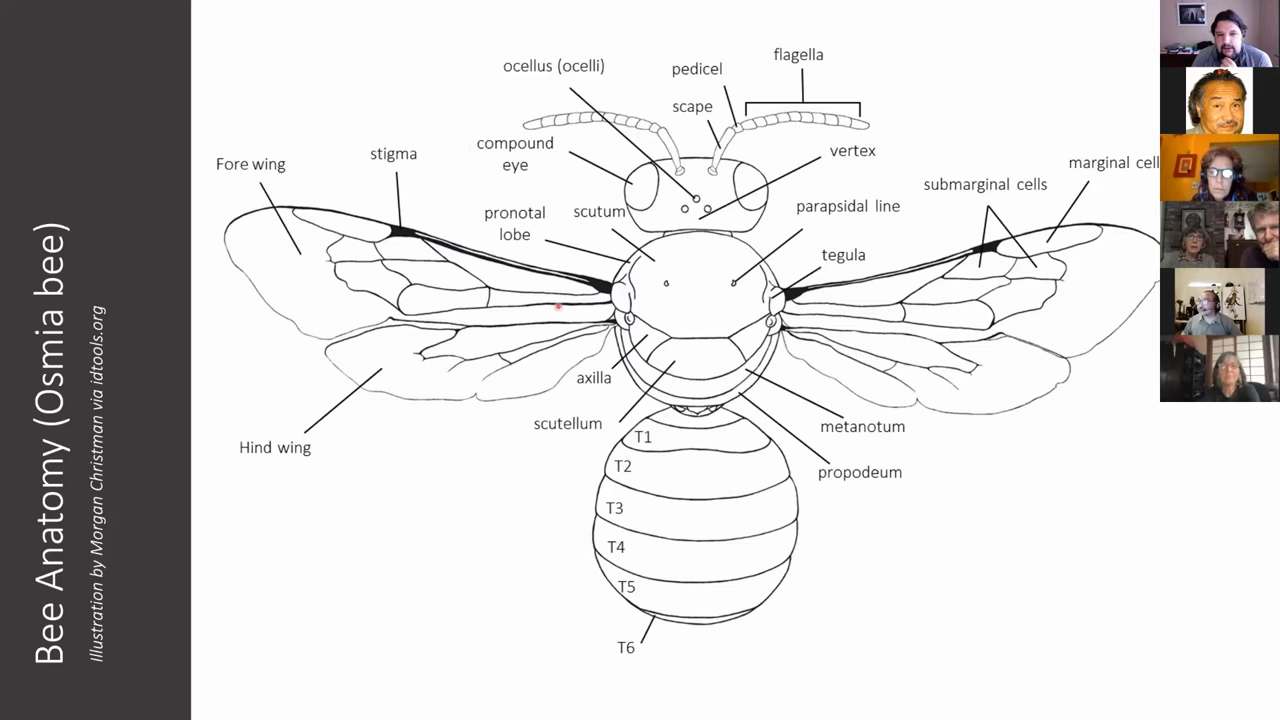 Bee Anatomy (Osmia bee)
Illustration by Morgan Christman via idtools.org
flagella
ocellus (ocelli)
pedicel
scape
compound
eye
vertex
Fore wing
stigma
marginal cell
submarginal cells
pronotal
lobe
scutum
parapsidal line
tegula
axilla
scutellum
metanotum
propodeum
Hind wing
T1
T2
T3
T4
T5
T6